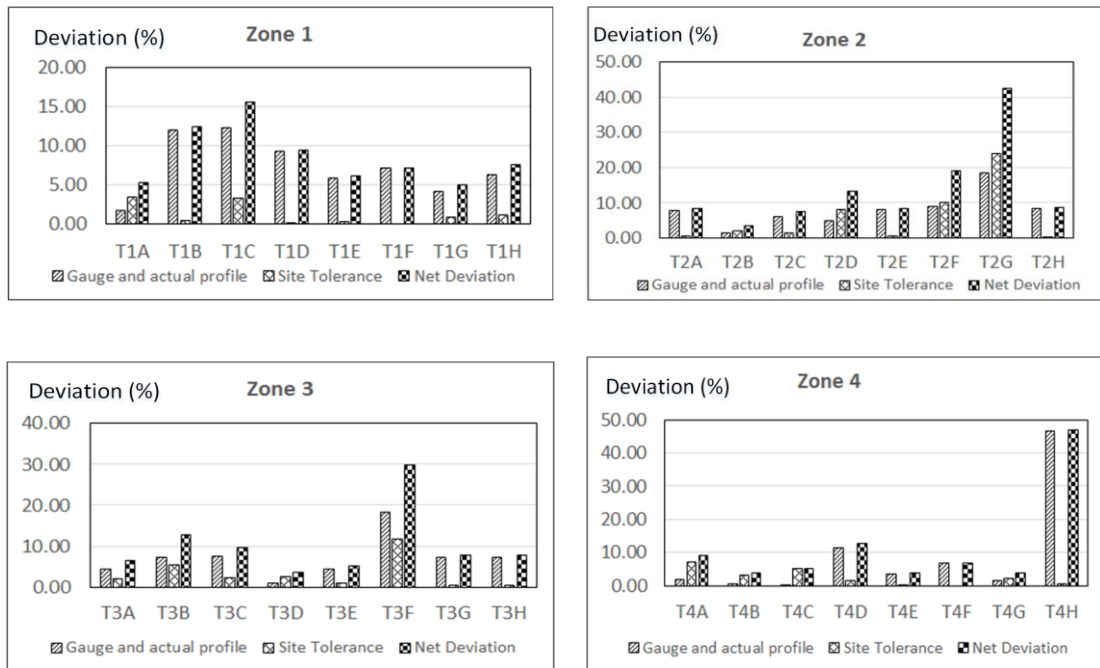 Deviation (%) Zone 1
20.00
15.00
10.00
5.00
0.00
T1A T1B T1C T1D T1E T1F T1G T1H
Gauge and actual profile Site Tolerance Net Deviation
Deviation (%) Zone 2
50.00
40.00
30.00
20.00
10.00
0.00
T2A T2B T2C T2D T2E T2F T2G T2H
Gauge and actual profile Site Tolerance Net Deviation
Deviation (%) Zone 3
40.00
30.00
20.00
10.00
0.00
T3A T3B T3C T3D T3E T3F T3G T3H
Gauge and actual profile Site Tolerance Net Deviation
Deviation (%) Zone 4
50.00
40.00
30.00
20.00
10.00
0.00
T4A T4B T4C T4D T4E T4F T4G T4H
Gauge and actual profile Site Tolerance Net Deviation